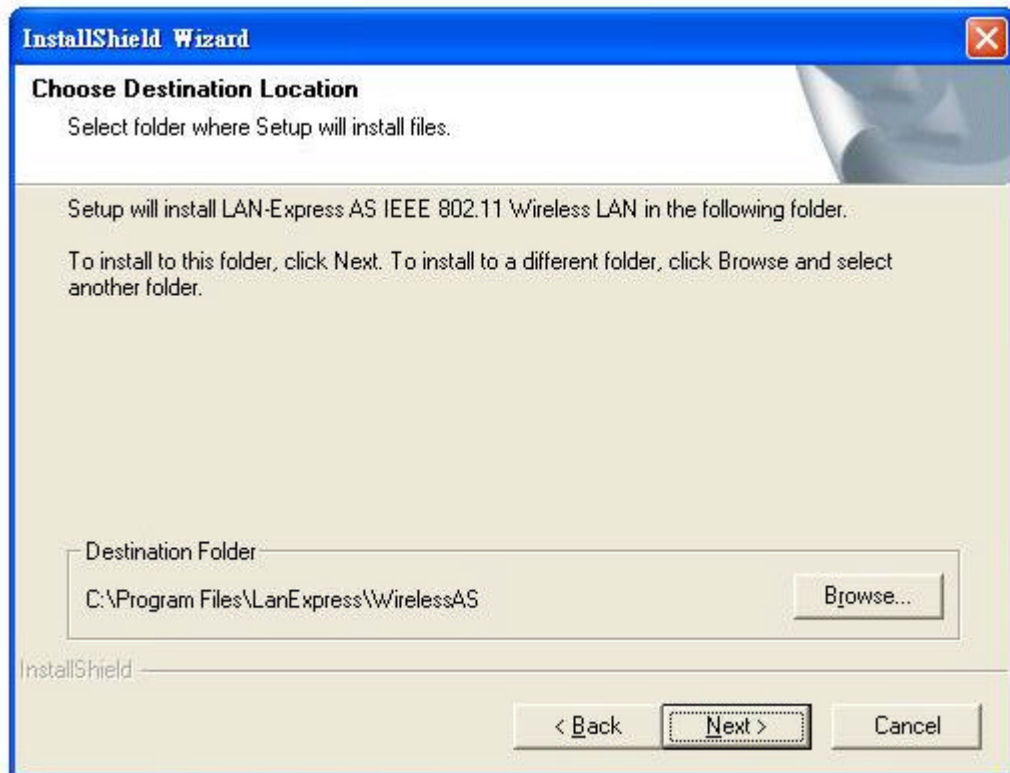 InstallShield Wizard
Choose Destination Location
Select folder where Setup will install files.
Setup will install LAN-Express AS IEEE 802.11 Wireless LAN in the following folder.
To install to this folder, click Next. To install to a different folder, click Browse and select
another folder.
Destination Folder
C:\Program Files\LanExpress\WirelessAS
Browse...
InstallShield
< Back
Next >
Cancel